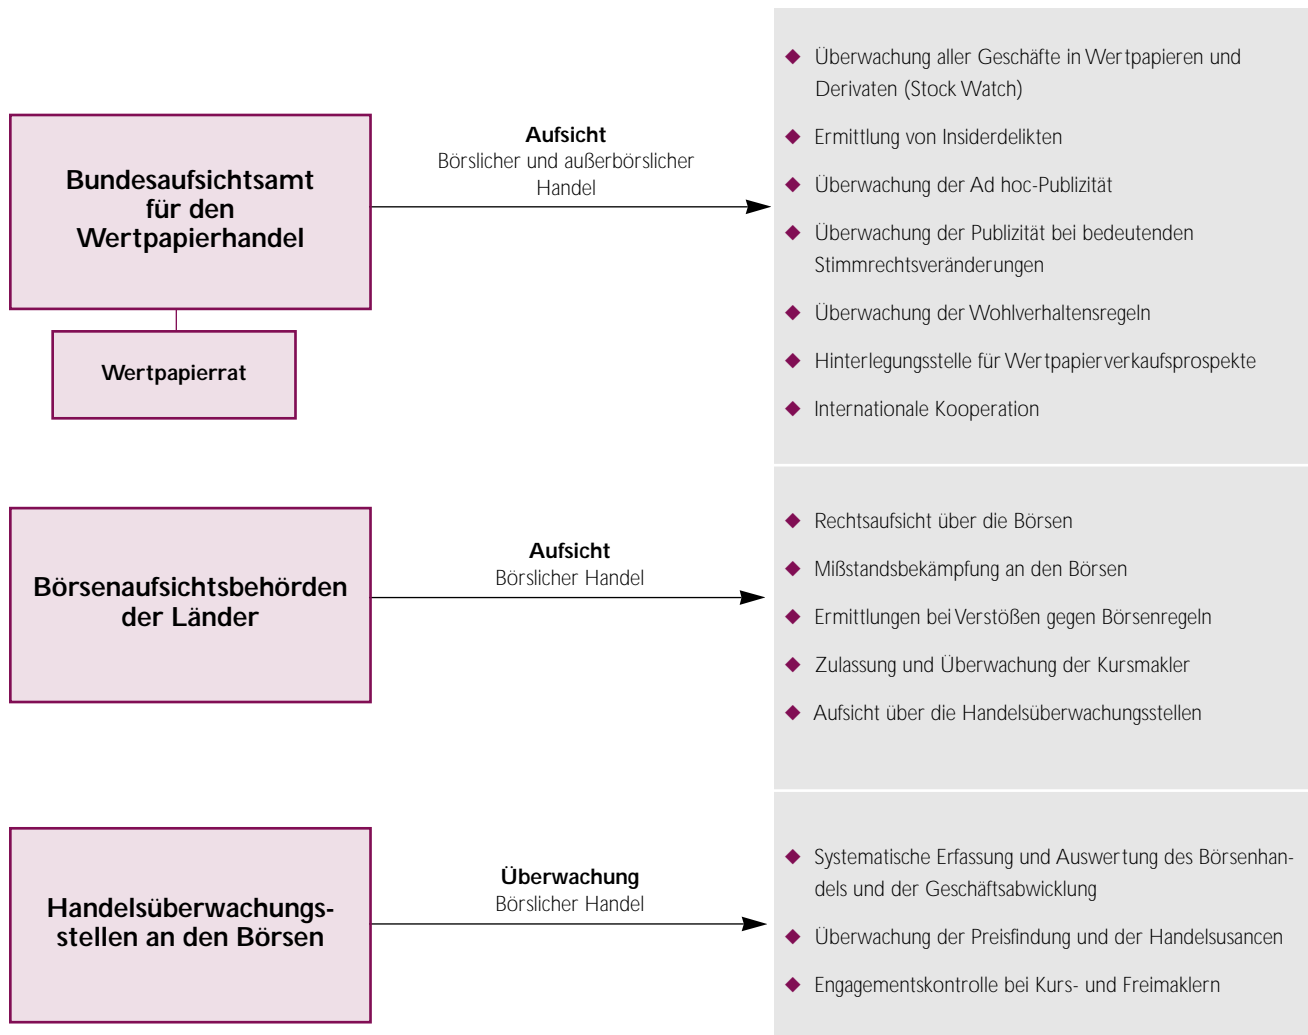 Bundesaufsichtsamt
für den
Wertpapierhandel
Wertpapierrat
Aufsicht
Börslicher und außerbörslicher
Handel
◆ Überwachung aller Geschäfte in Wertpapieren und
Derivaten (Stock Watch)
◆ Ermittlung von Insiderdelikten
◆ Überwachung der Ad hoc-Publizität
◆ Überwachung der Publizität bei bedeutenden
Stimmrechtsveränderungen
◆ Überwachung der Wohlverhaltensregeln
◆ Hinterlegungsstelle für Wertpapierverkaufsprospekte
◆ Internationale Kooperation
Börsenaufsichtsbehörden
der Länder
Aufsicht
Börslicher Handel
◆ Rechtsaufsicht über die Börsen
◆ Mißstandsbekämpfung an den Börsen
◆ Ermittlungen bei Verstößen gegen Börsenregeln
◆ Zulassung und Überwachung der Kursmakler
◆ Aufsicht über die Handelsüberwachungsstellen
Handelsüberwachungs-
stellen an den Börsen
Überwachung
Börslicher Handel
◆ Systematische Erfassung und Auswertung des Börsenhan-
dels und der Geschäftsabwicklung
◆ Überwachung der Preisfindung und der Handelsusancen
◆ Engagementskontrolle bei Kurs- und Freimaklern